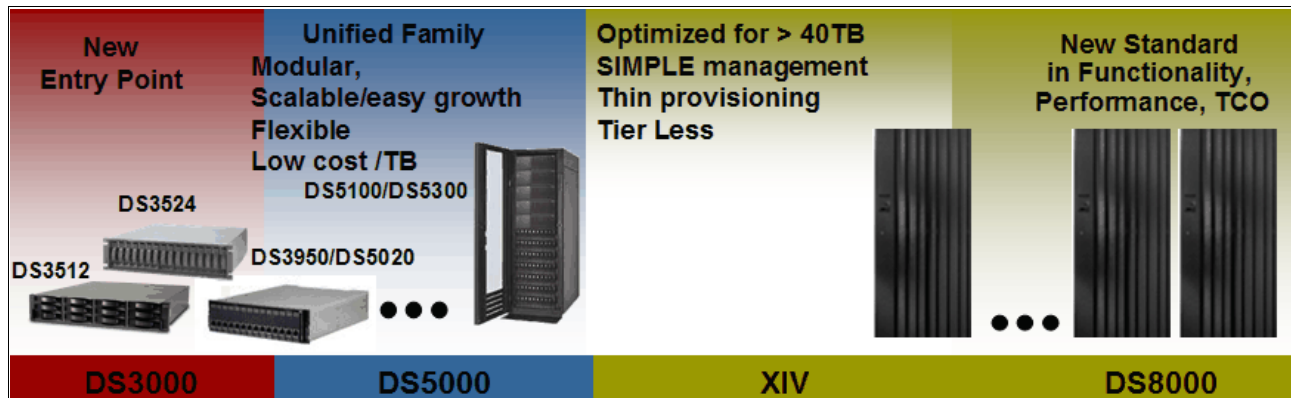 New
Entry Point
DS3524
DS3512
Unified Family
Modular,
Scalable/easy growth
Flexible
Low cost /TB
DS5100/DS5300
DS3950/DS5020
Optimized for > 40TB
SIMPLE management
Thin provisioning
Tier Less
New Standard
in Functionality,
Performance, TCO
DS3000
DS5000
XIV
DS8000